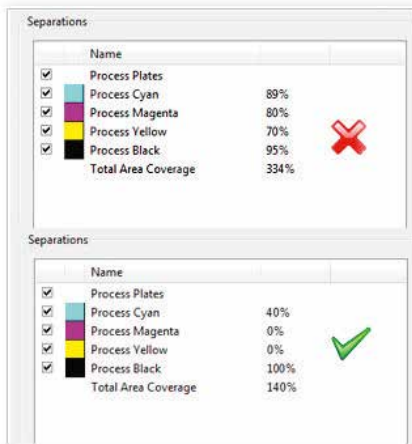 Separations
Name
Process Plates
Process Cyan 89%
Process Magenta 80%
Process Yellow 70%
Process Black 95%
Total Area Coverage 334%
Separations
Name
Process Plates
Process Cyan 40%
Process Magenta 0%
Process Yellow 0%
Process Black 100%
Total Area Coverage 140%